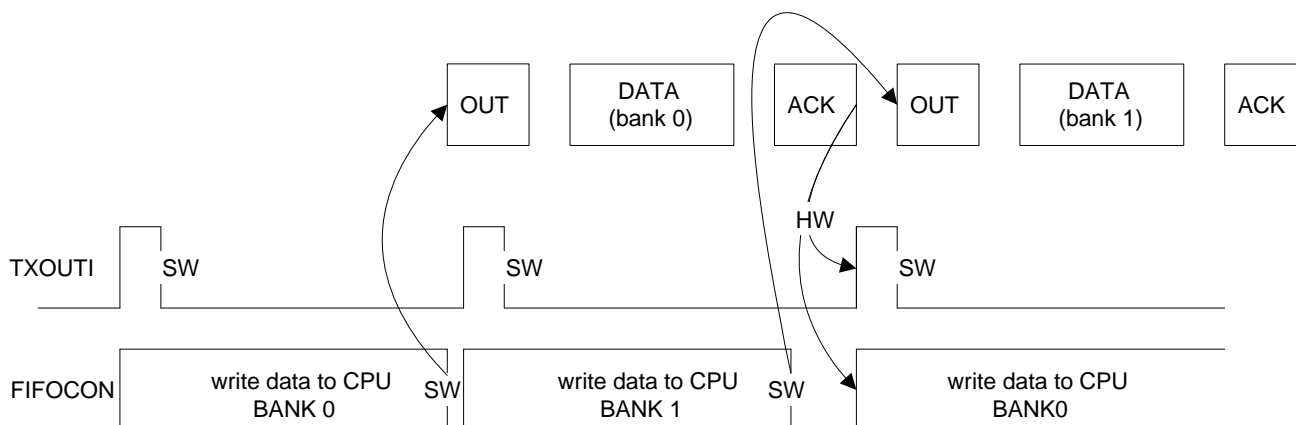 OUT
DATA
(bank 0)
ACK
OUT
DATA
(bank 1)
ACK
HW
TXOUTI
SW
SW
SW
FIFOCON
write data to CPU
BANK 0
SW
write data to CPU
BANK 1
SW
write data to CPU
BANK0